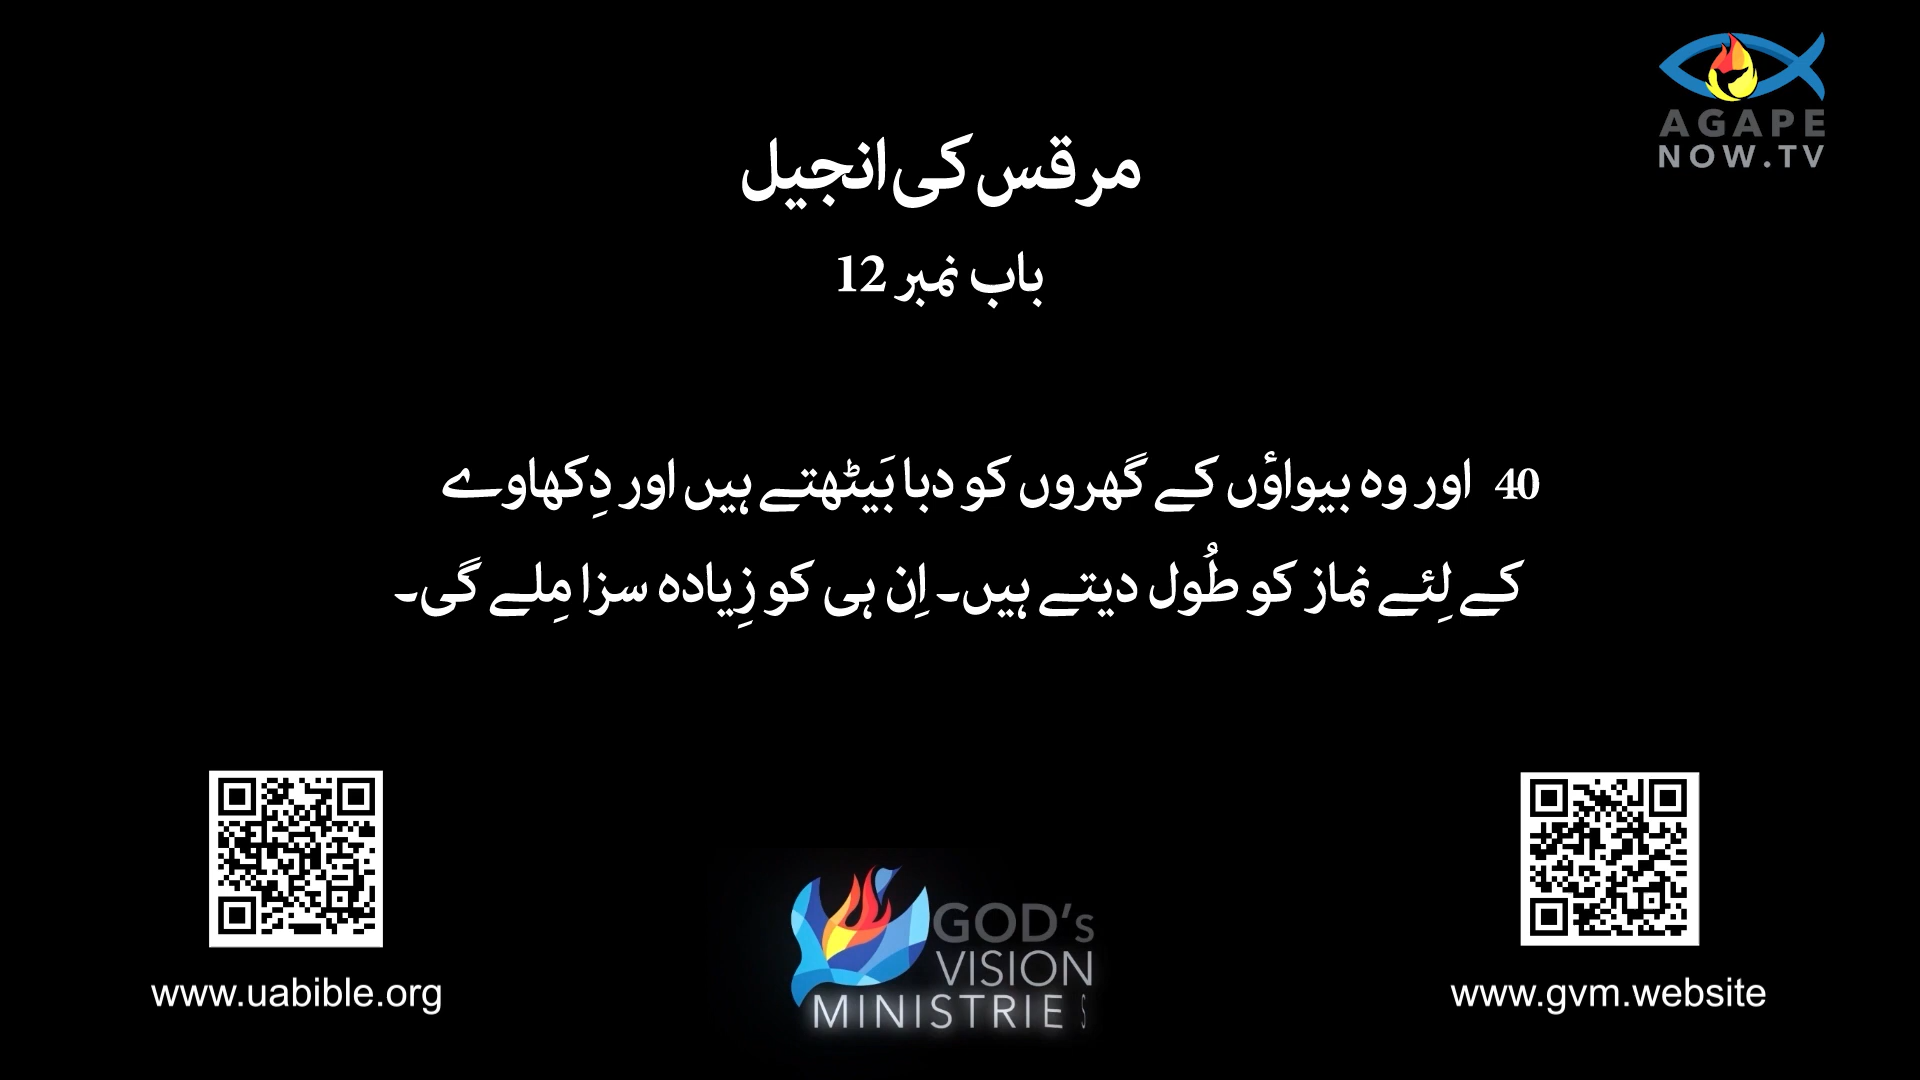 AGAPE
NOW.TV
مرقس کی انجیل
باب نمبر 12
40 اور وہ بیواؤں کے گھروں کو دبا بَیٹھتے ہیں اور دِکھاوے
کے لِئے نماز کو طُول دیتے ہیں۔ اِن ہی کو زِیادہ سزا مِلے گی۔
GOD's
VISION
MINISTRIES
www.uabible.org
www.gvm.website